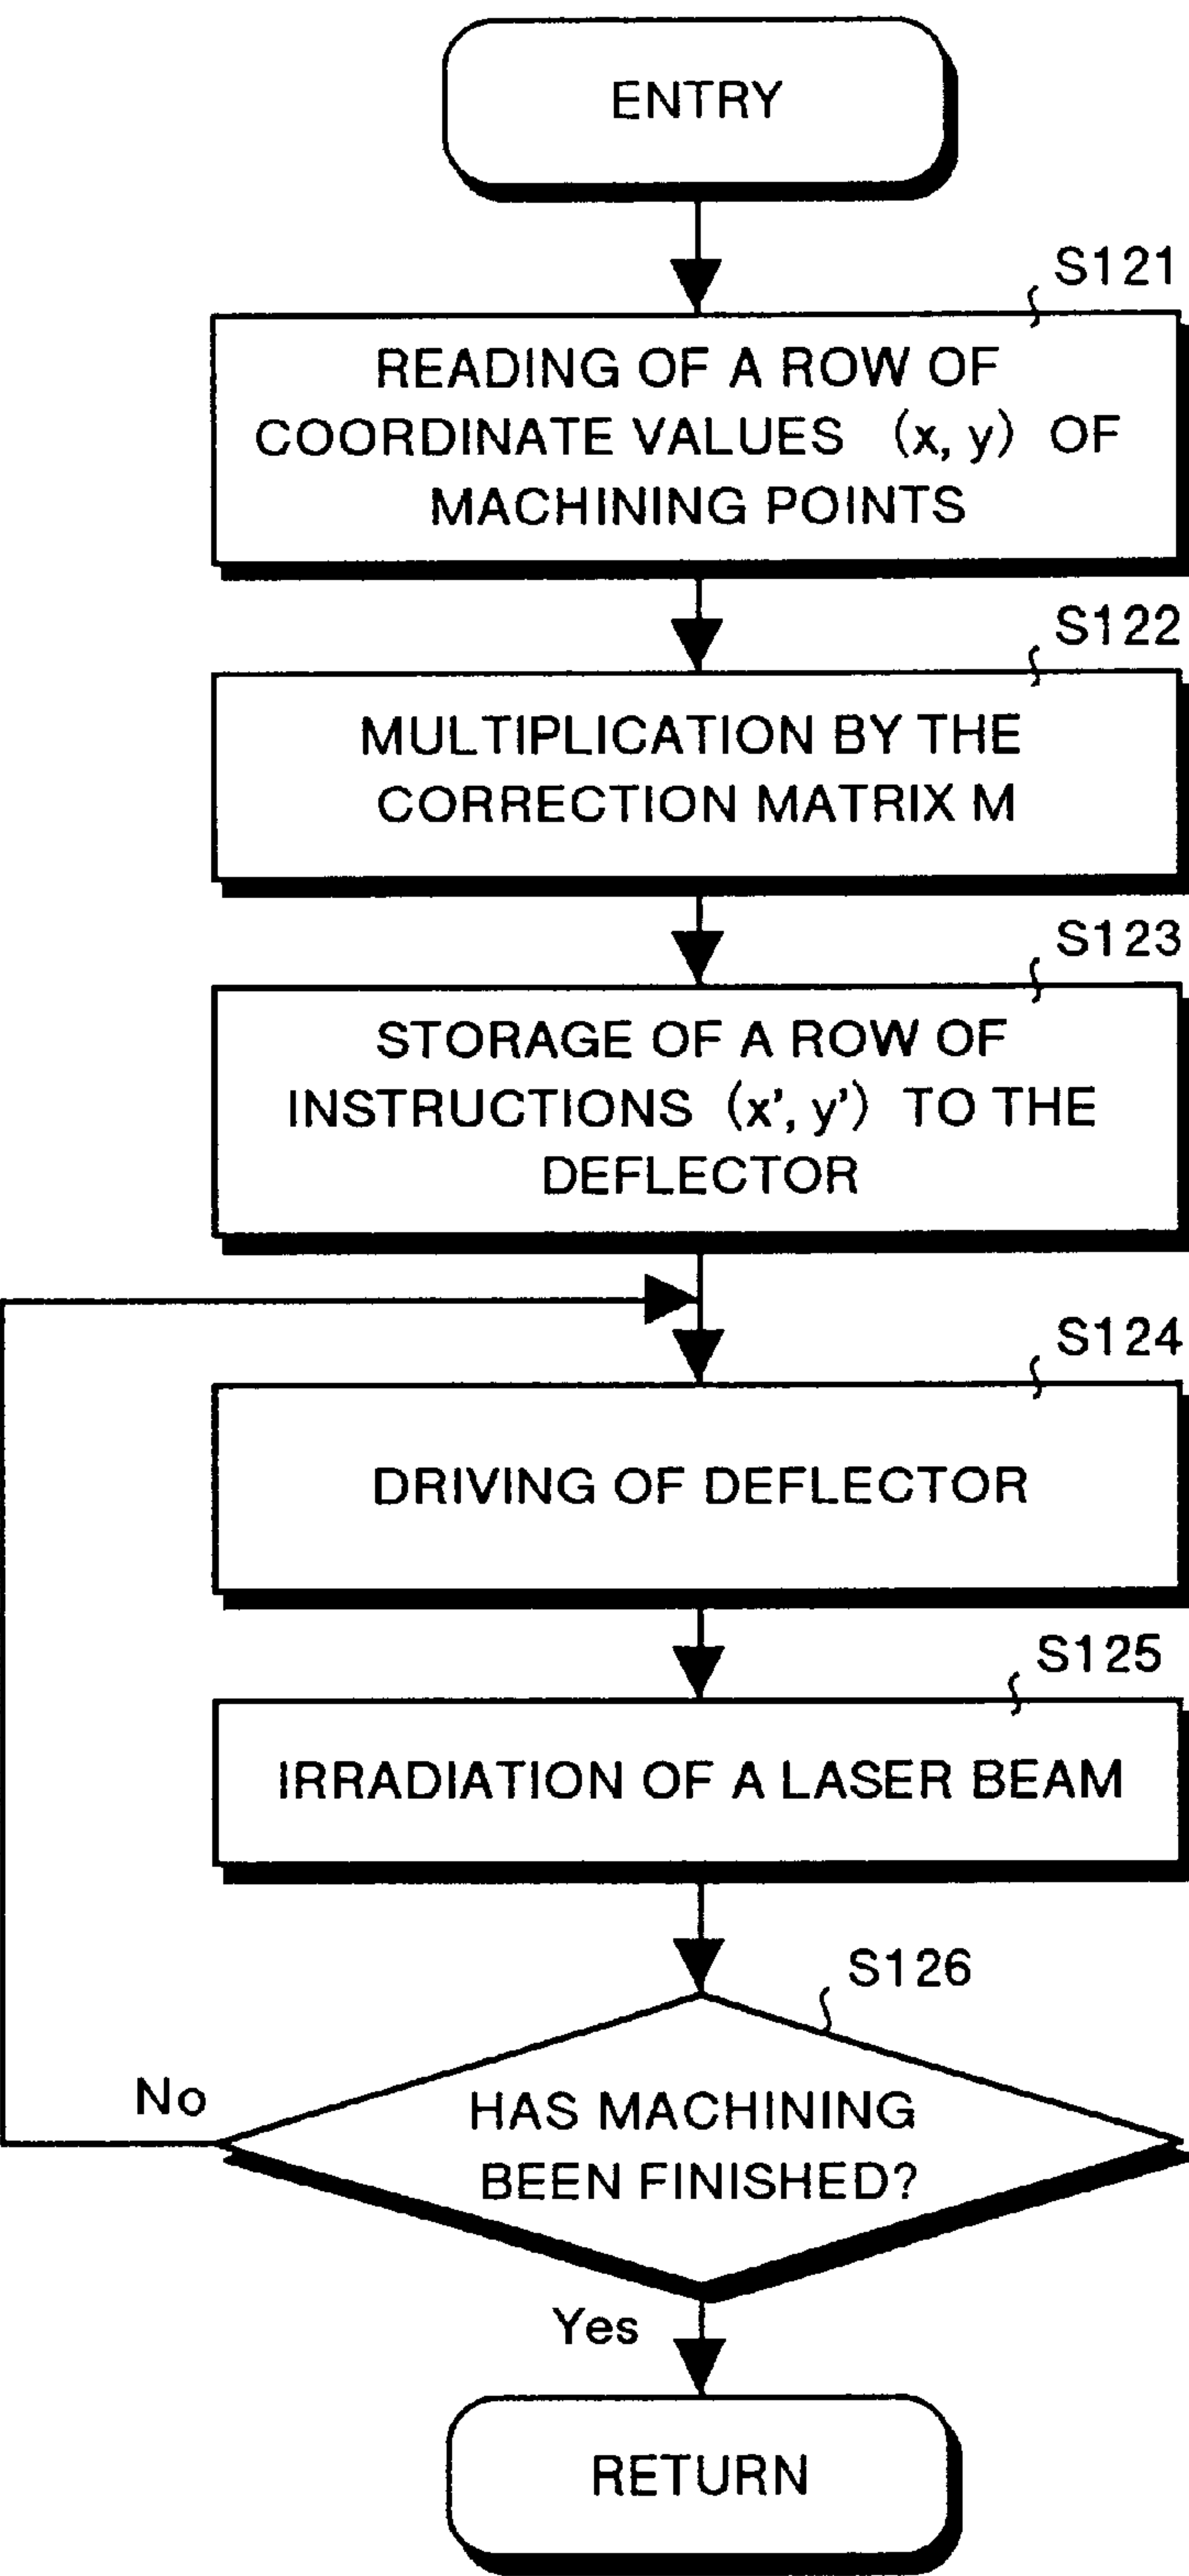 ENTRY
S121
READING OF A ROW OF
COORDINATE VALUES (x, y) OF
MACHINING POINTS
S122
MULTIPLICATION BY THE
CORRECTION MATRIX M
S123
STORAGE OF A ROW OF
INSTRUCTIONS (x', y') TO THE
DEFLECTOR
S124
DRIVING OF DEFLECTOR
S125
IRRADIATION OF A LASER BEAM
S126
No
HAS MACHINING
BEEN FINISHED?
Yes
RETURN